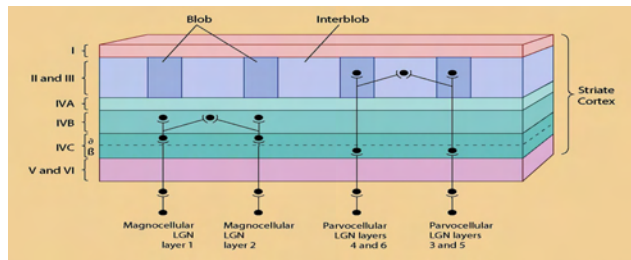 Blob
Interblob
I
II and III
IVA
IVB
IVC
V and VI
Striate
Cortex
Magnocellular
LGN
layer 1
Magnocellular
LGN
layer 2
Parvocellular
LGN layers
4 and 6
Parvocellular
LGN layers
3 and 5